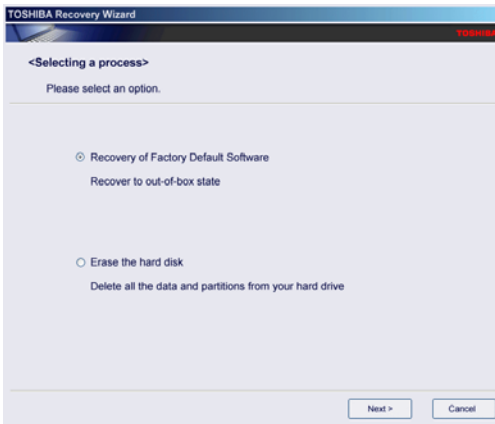 TOSHIBA Recovery Wizard
TOSHIBA
<Selecting a process>
Please select an option.
Recovery of Factory Default Software
Recover to out-of-box state
Erase the hard disk
Delete all the data and partitions from your hard drive
Next >
Cancel